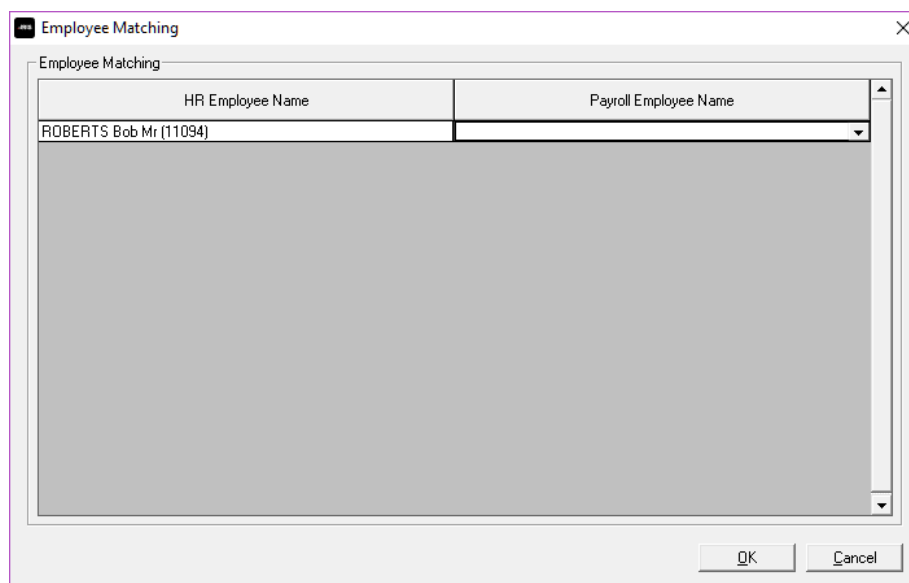 Employee Matching
Employee Matching
HR Employee Name Payroll Employee Name
ROBERTS Bob Mr (11094)
OK Cancel